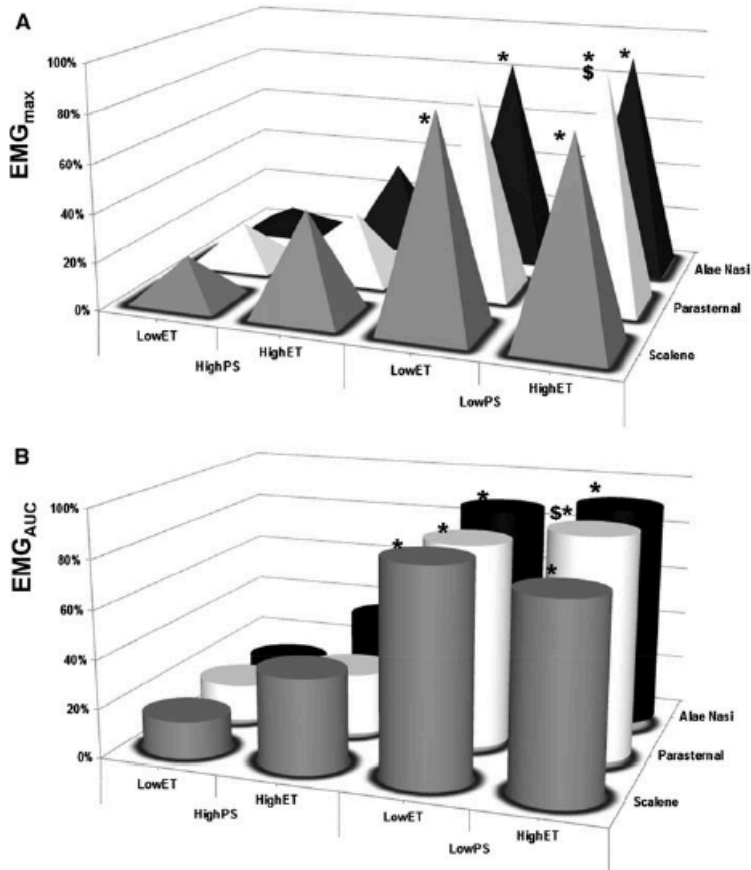 A
EMGmax
100%
80%
60%
40%
20%
0%
* * * * * *
$
LowET HighET LowET HighET
HighPS LowPS
Alae Nasi
Parasternal
Scalene
B
EMGAUC
100%
80%
60%
40%
20%
0%
* * * $* * *
LowET HighET LowET HighET
HighPS LowPS
Alae Nasi
Parasternal
Scalene